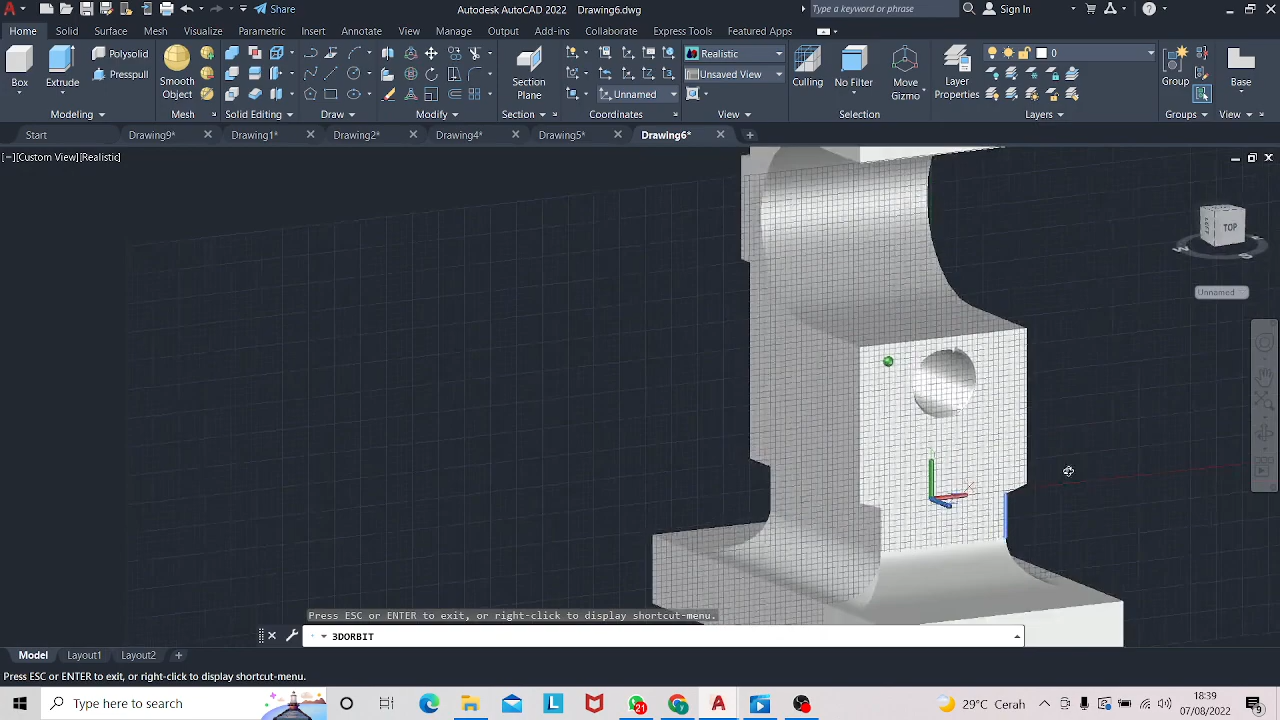 Share
Autodesk AutoCAD 2022   Drawing6.dwg
Type a keyword or phrase
Sign In
Home
Solid
Surface
Mesh
Visualize
Parametric
Insert
Annotate
View
Manage
Output
Add-ins
Collaborate
Express Tools
Featured Apps
Box
Extrude
Polysolid
Presspull
Smooth
Object
Section
Plane
Realistic
Unsaved View
Unnamed
Culling
No Filter
Move
Gizmo
Layer
Properties
0
Group
Base
Modeling
Mesh
Solid Editing
Draw
Modify
Section
Coordinates
View
Selection
Layers
Groups
View
Start
Drawing9*
Drawing1*
Drawing2*
Drawing4*
Drawing5*
Drawing6*
[−][Custom View][Realistic]
LEFT
TOP
Unnamed
Press ESC or ENTER to exit, or right-click to display shortcut-menu.
3DORBIT
Model
Layout1
Layout2
Press ESC or ENTER to exit, or right-click to display shortcut-menu.
Type here to search
21
29°
Cerah
18:39
07/08/2022